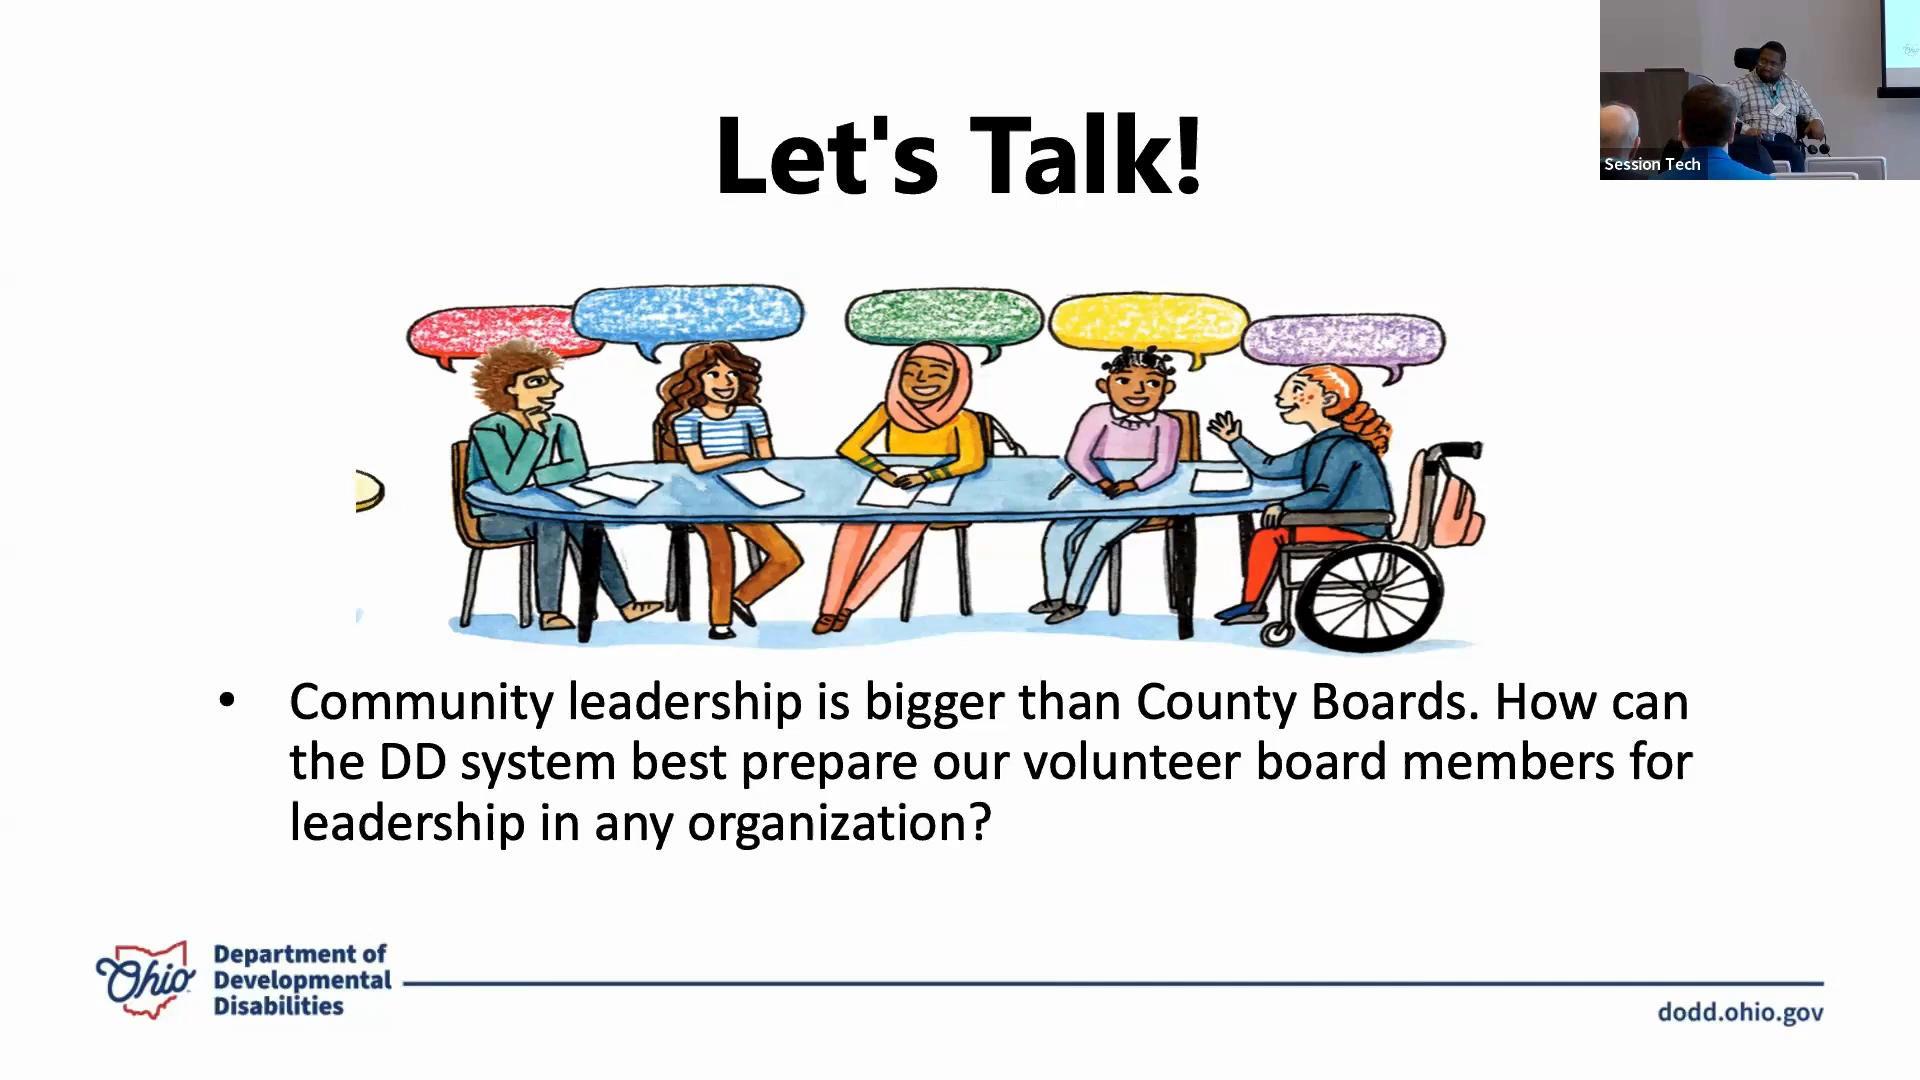 Let's Talk!
Session Tech
• Community leadership is bigger than County Boards. How can
the DD system best prepare our volunteer board members for
leadership in any organization?
Ohio
Department of
Developmental
Disabilities
dodd.ohio.gov